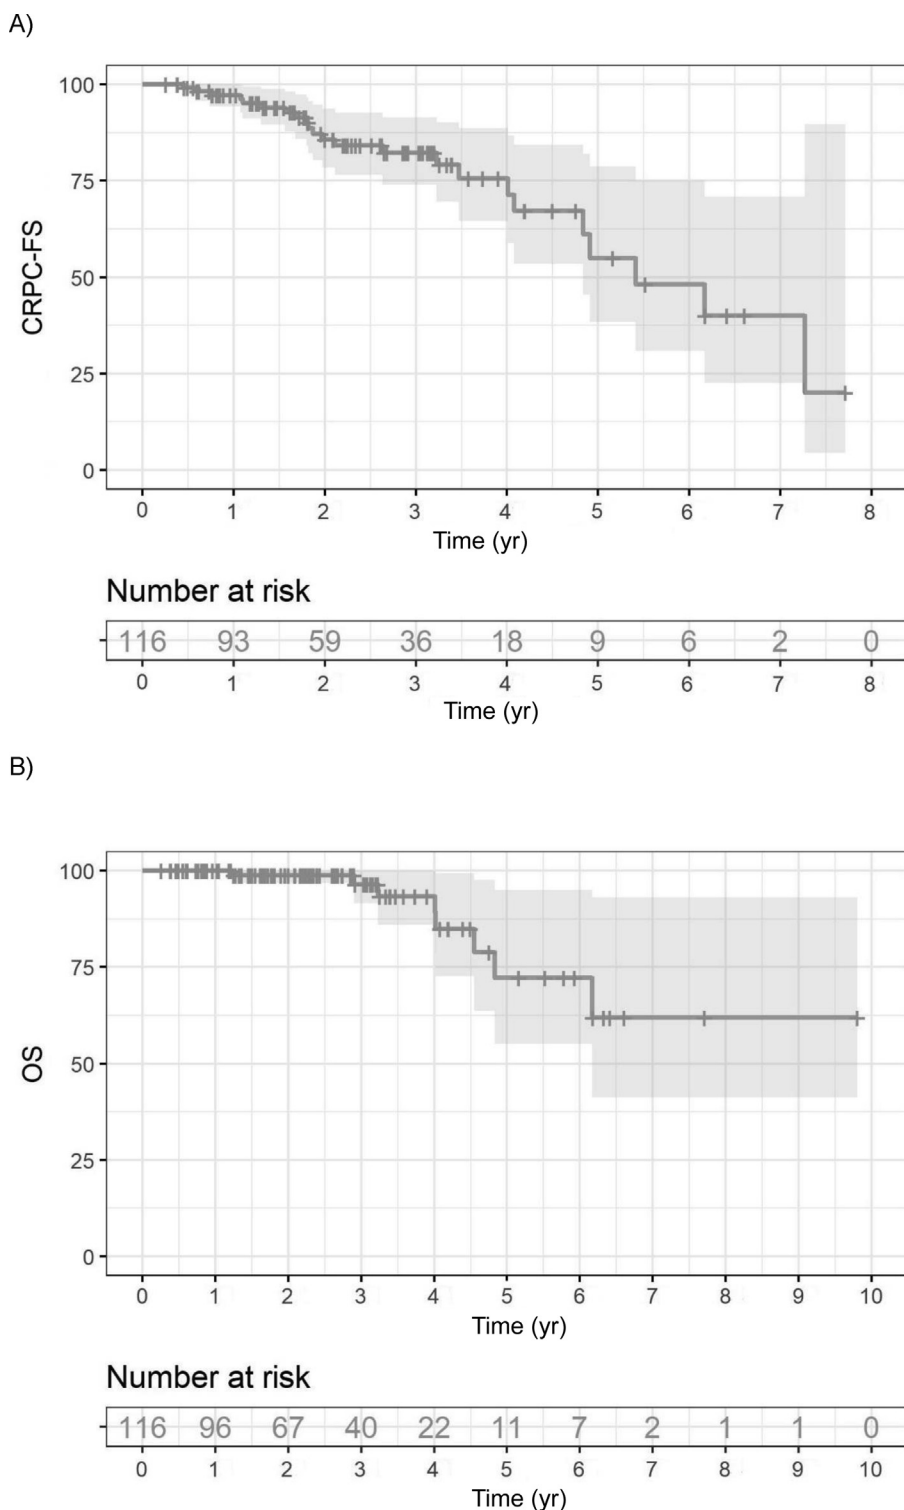 A)
CRPC-FS
100
75
50
25
0
0 1 2 3 4 5 6 7 8
Time (yr)
Number at risk
116 93 59 36 18 9 6 2 0
0 1 2 3 4 5 6 7 8
Time (yr)
B)
OS
100
75
50
25
0
0 1 2 3 4 5 6 7 8 9 10
Time (yr)
Number at risk
116 96 67 40 22 11 7 2 1 1 0
0 1 2 3 4 5 6 7 8 9 10
Time (yr)